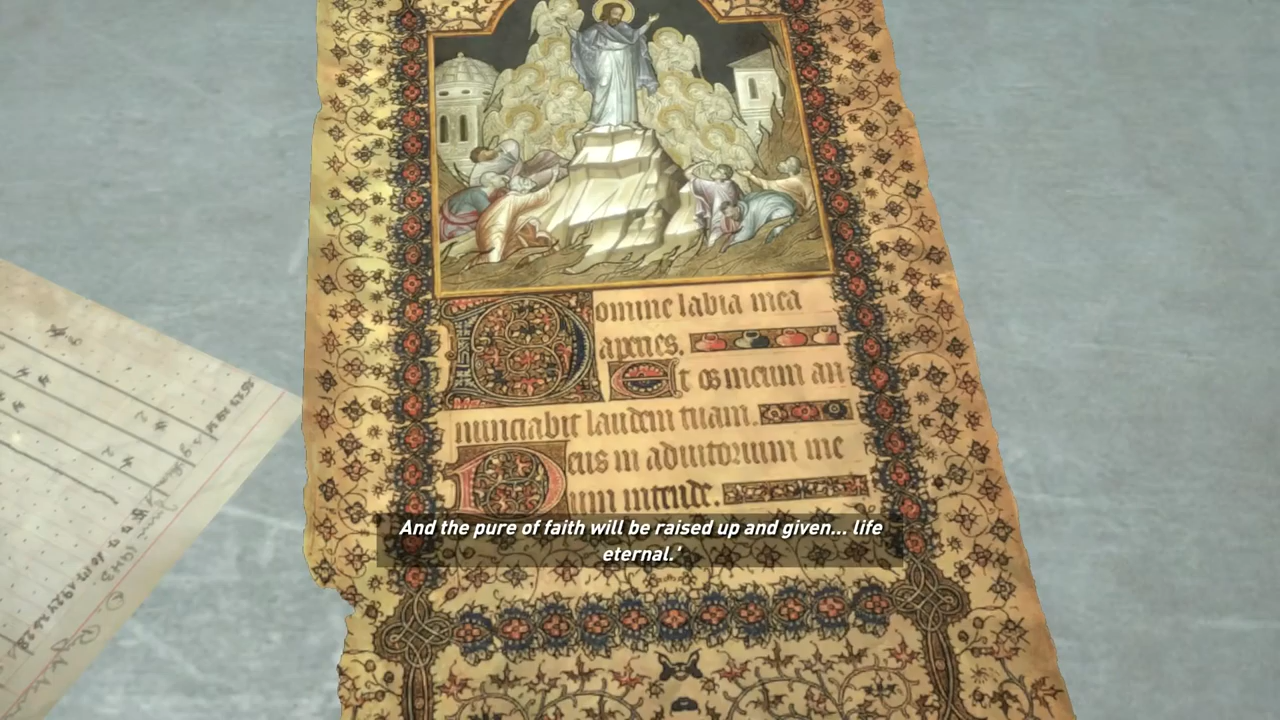 Domine labia mea
aperies.
Et os meum an
nunciabit laudem tuam.
Deus in adiutorium me
um intende.
And the pure of faith will be raised up and given... life
eternal.'